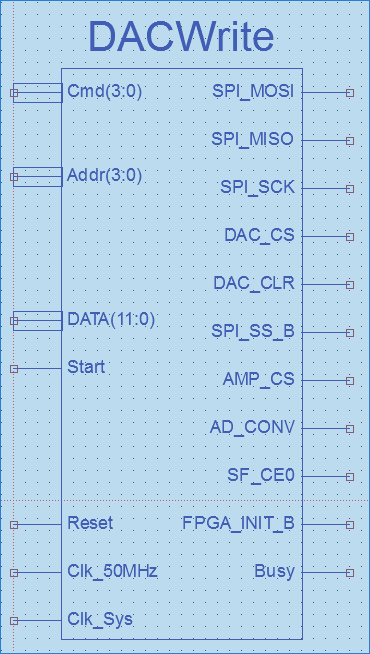 DACWrite
Cmd(3:0) SPI_MOSI
SPI_MISO
Addr(3:0) SPI_SCK
DAC_CS
DAC_CLR
DATA(11:0) SPI_SS_B
Start AMP_CS
AD_CONV
SF_CE0
Reset FPGA_INIT_B
Clk_50MHz Busy
Clk_Sys